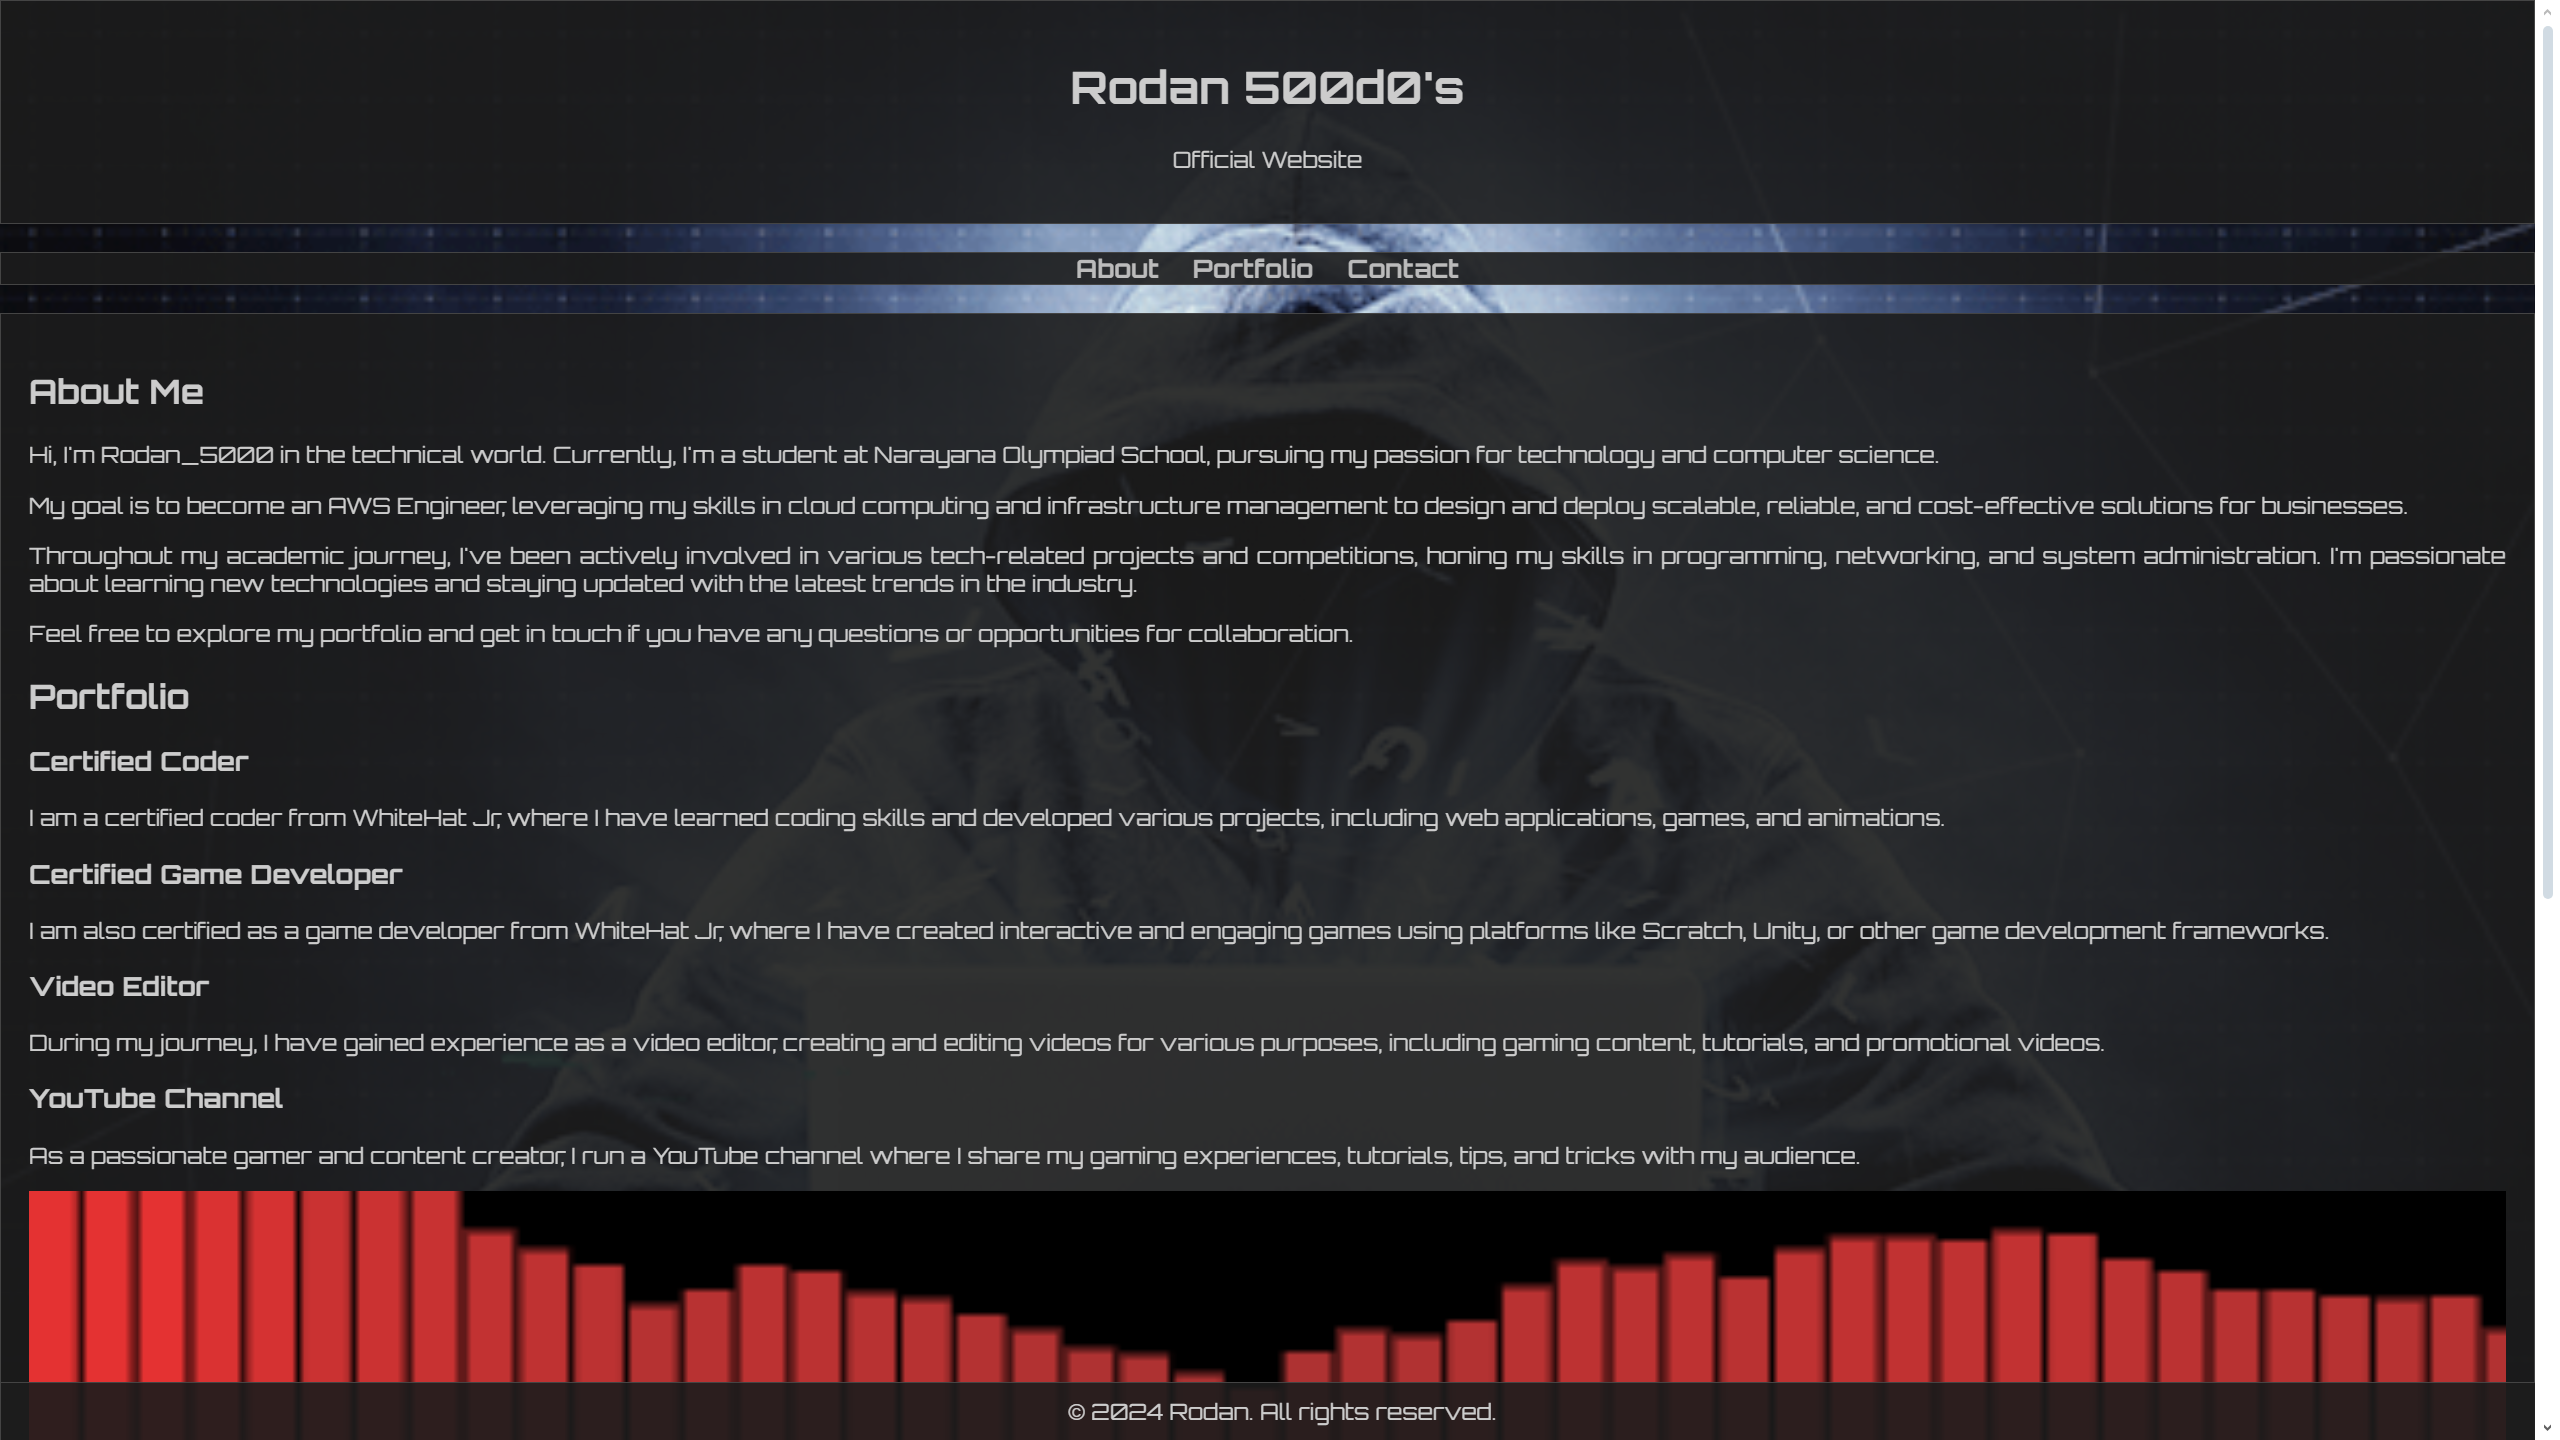 Rodan 500d0's
Official Website
About Portfolio Contact
About Me
Hi, I'm Rodan_5000 in the technical world. Currently, I'm a student at Narayana Olympiad School, pursuing my passion for technology and computer science.
My goal is to become an AWS Engineer, leveraging my skills in cloud computing and infrastructure management to design and deploy scalable, reliable, and cost-effective solutions for businesses.
Throughout my academic journey, I've been actively involved in various tech-related projects and competitions, honing my skills in programming, networking, and system administration. I'm passionate
about learning new technologies and staying updated with the latest trends in the industry.
Feel free to explore my portfolio and get in touch if you have any questions or opportunities for collaboration.
Portfolio
Certified Coder
I am a certified coder from WhiteHat Jr, where I have learned coding skills and developed various projects, including web applications, games, and animations.
Certified Game Developer
I am also certified as a game developer from WhiteHat Jr, where I have created interactive and engaging games using platforms like Scratch, Unity, or other game development frameworks.
Video Editor
During my journey, I have gained experience as a video editor, creating and editing videos for various purposes, including gaming content, tutorials, and promotional videos.
YouTube Channel
As a passionate gamer and content creator, I run a YouTube channel where I share my gaming experiences, tutorials, tips, and tricks with my audience.
© 2024 Rodan. All rights reserved.